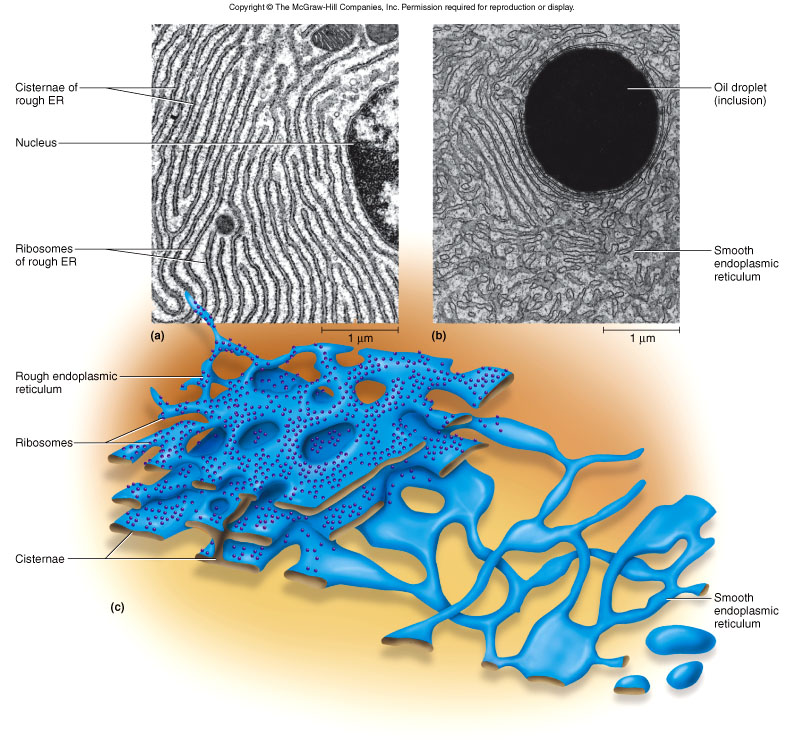 Copyright © The McGraw-Hill Companies, Inc. Permission required for reproduction or display.
Cisternae of
rough ER
Nucleus
Ribosomes
of rough ER
Oil droplet
(inclusion)
Smooth
endoplasmic
reticulum
(a)
1 µm
(b)
1 µm
Rough endoplasmic
reticulum
Ribosomes
Cisternae
(c)
Smooth
endoplasmic
reticulum